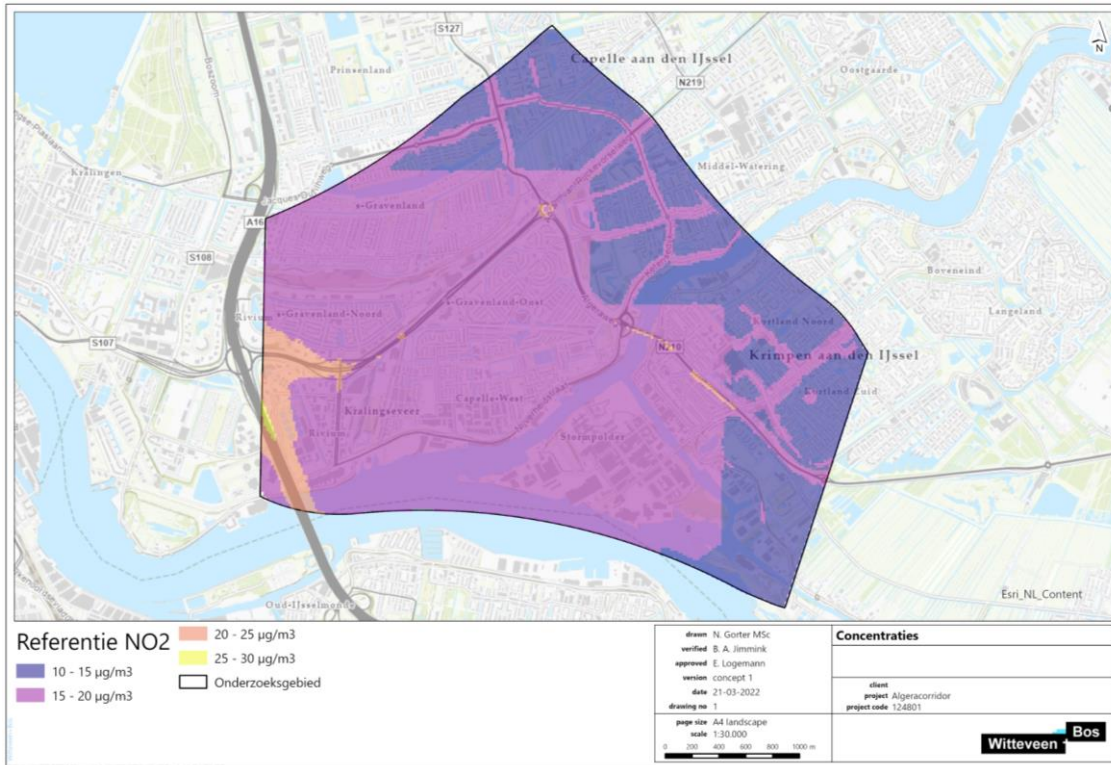 S127
Capelle aan den IJssel
Prinsenland
Oostgaarde
N219
N
Boszoom
Kralingen
Middel-Watering
Jacques Dutilhweg
s-Gravenland
A16
S108
Boveneind
s-Gravenland-Oost
Langeland
Rivium
s-Gravenland-Noord
Kortland Noord
S107
N210
Krimpen aan den IJssel
Kortland Zuid
Capelle-West
Kralingseveer
Nijverheidstraat
Rivium
Stormpolder
Esri_NL_Content
Oud-IJsselmonde
Referentie NO2
10 - 15 µg/m3
15 - 20 µg/m3
20 - 25 µg/m3
25 - 30 µg/m3
Onderzoeksgebied
drawn N. Gorter MSc
verified B. A. Jimmink
approved E. Logemann
version concept 1
date 21-03-2022
drawing no 1
page size A4 landscape
scale 1:30.000
0 200 400 600 800 1000 m
Concentraties
client
project Algeracorridor
project code 124801
Witteveen + Bos